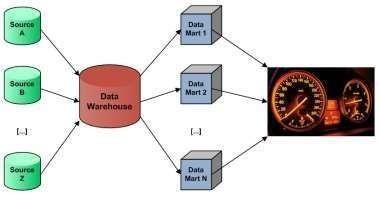 Source
A
Source
B
[...]
Source
Z
Data
Warehouse
Data
Mart 1
Data
Mart 2
[...]
Data
Mart N